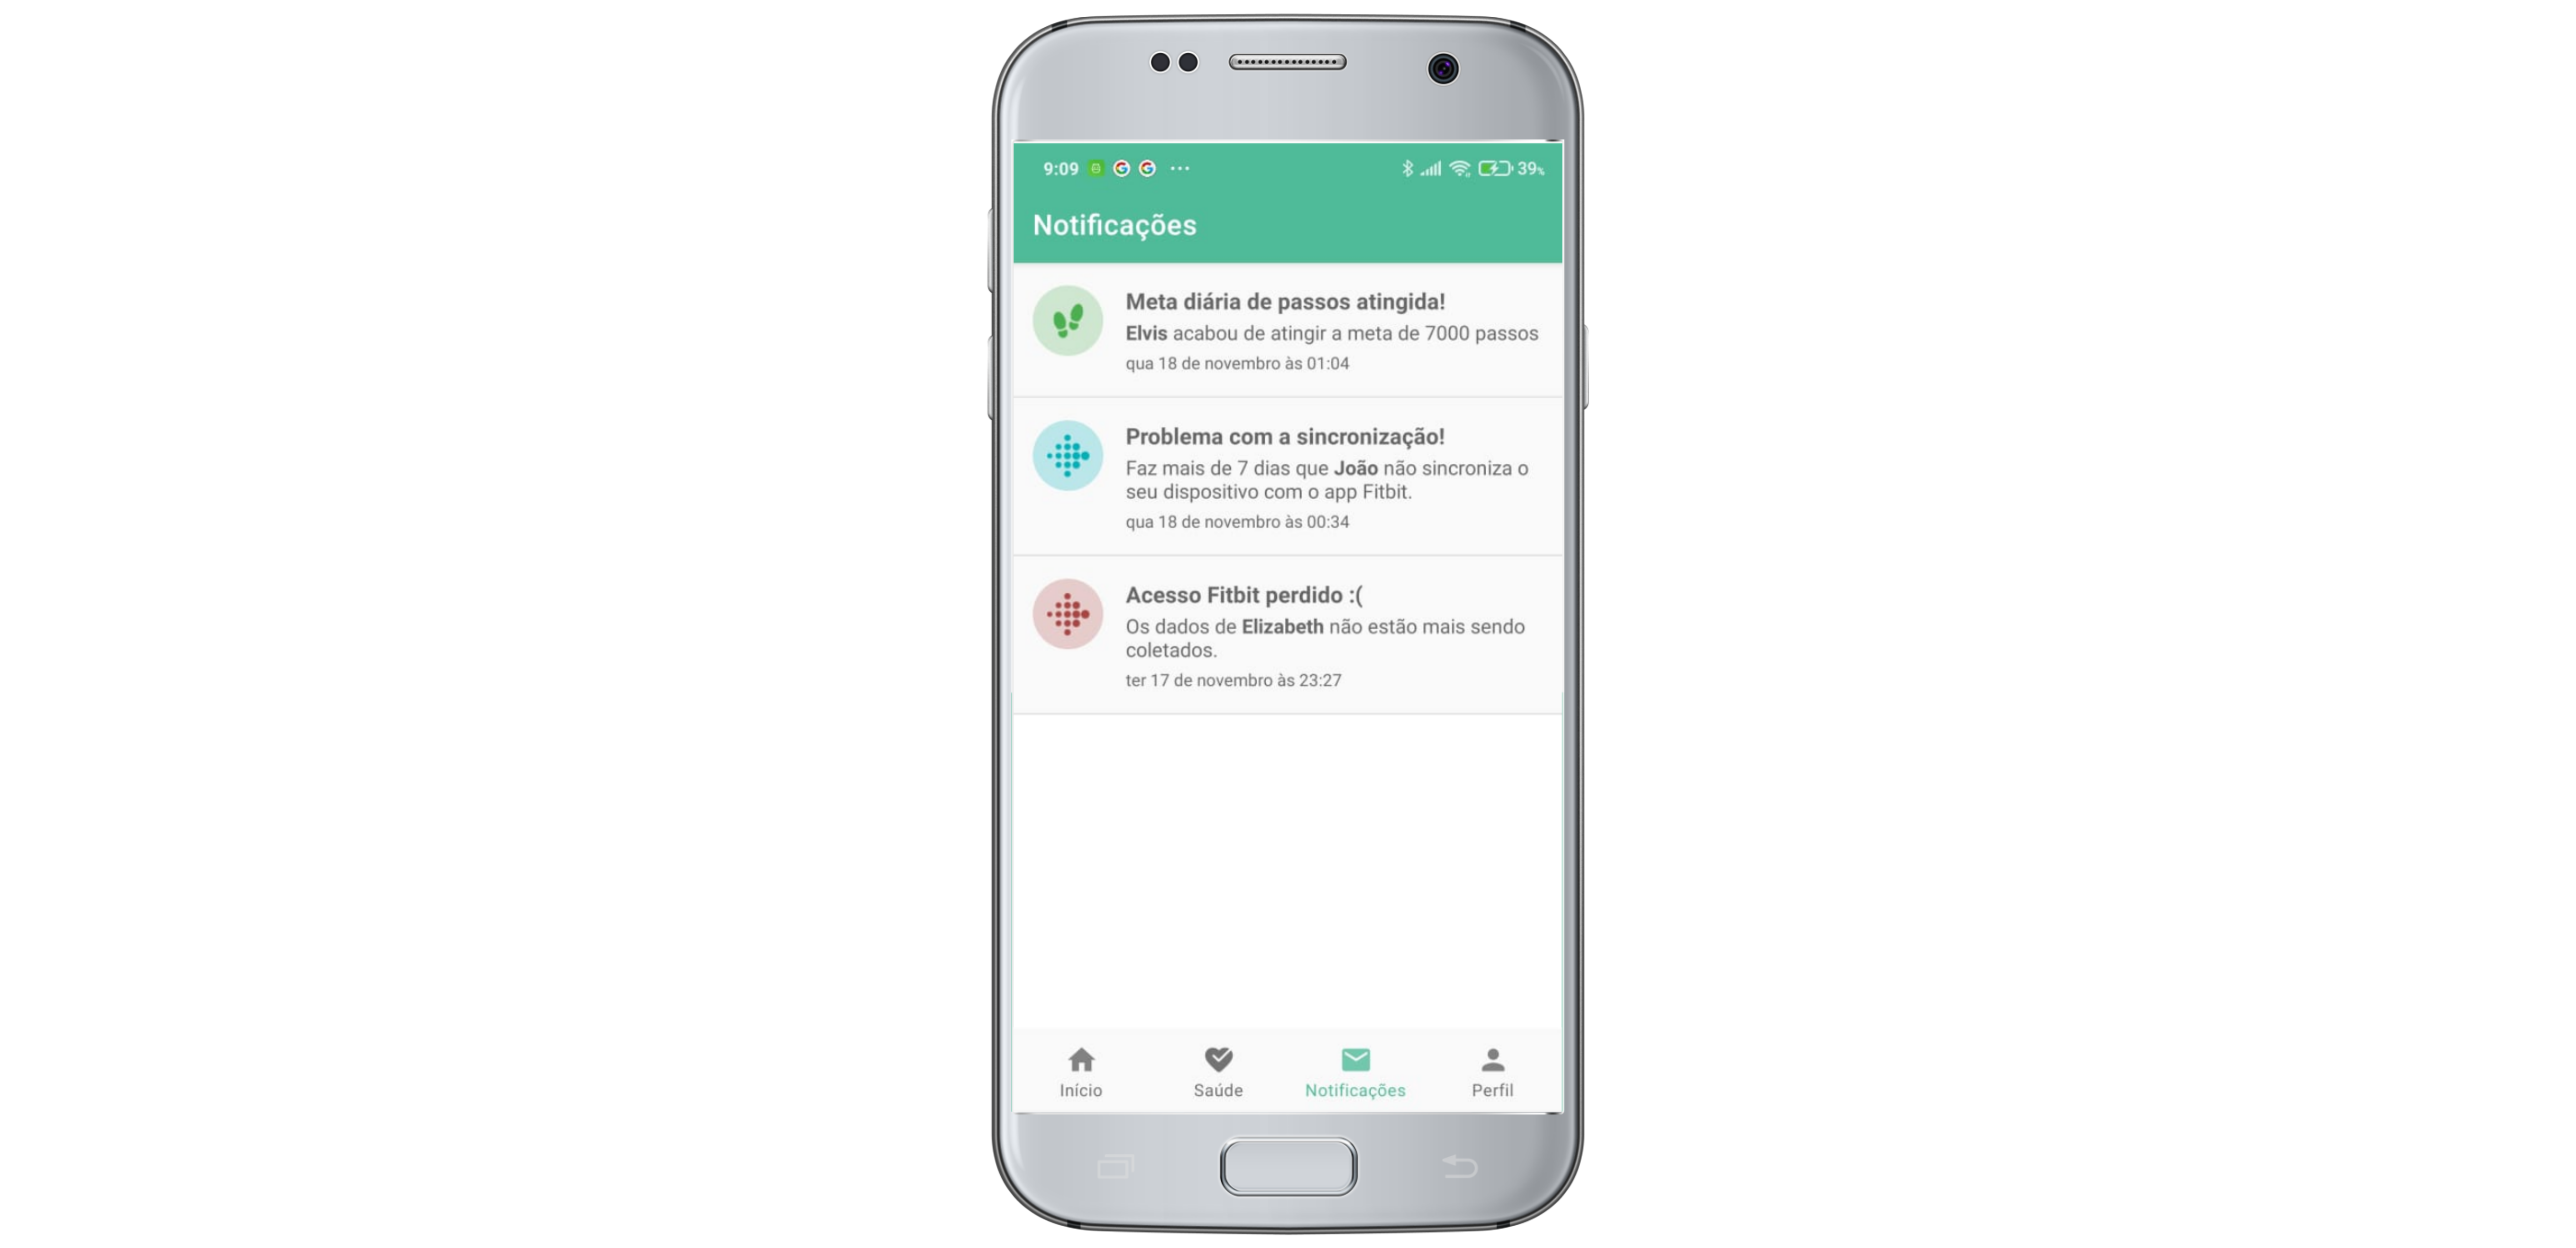 9:09
39%
Notificações
Meta diária de passos atingida!
Elvis acabou de atingir a meta de 7000 passos
qua 18 de novembro às 01:04
Problema com a sincronização!
Faz mais de 7 dias que João não sincroniza o
seu dispositivo com o app Fitbit.
qua 18 de novembro às 00:34
Acesso Fitbit perdido :(
Os dados de Elizabeth não estão mais sendo
coletados.
ter 17 de novembro às 23:27
Início
Saúde
Notificações
Perfil